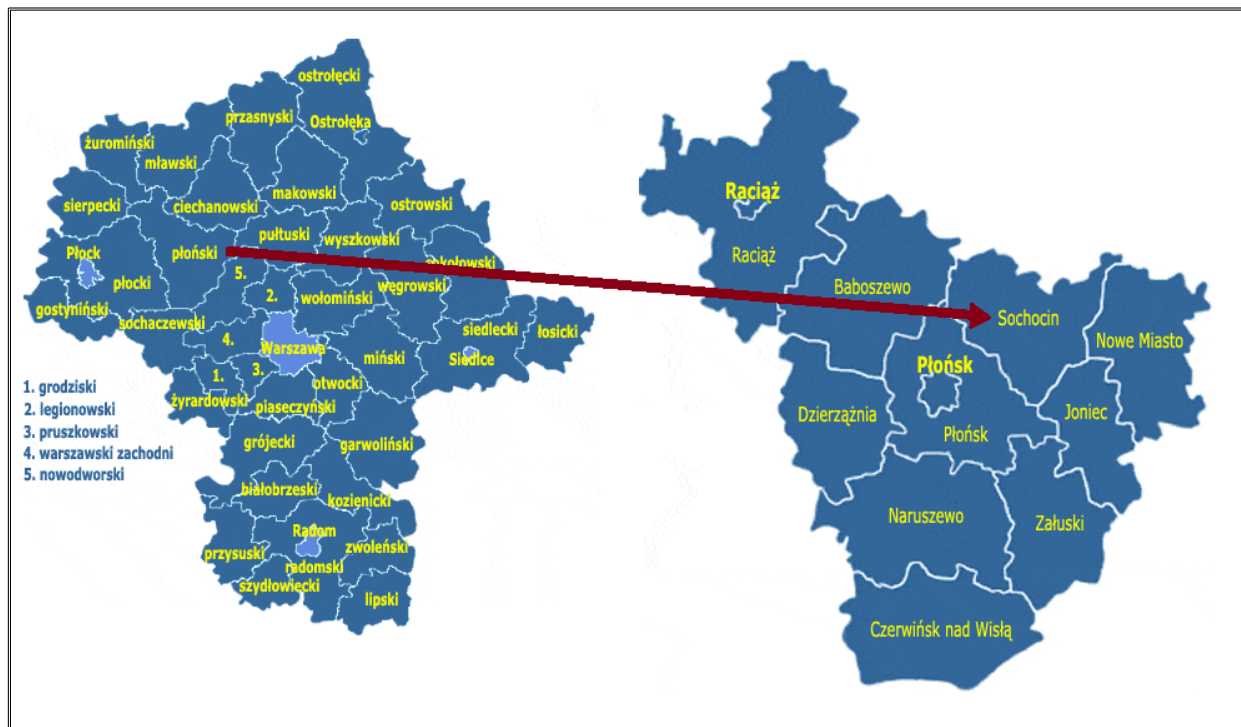 ostrołęcki
przasnyski
Ostrołęka
żuromiński
mławski
makowski
sierpecki
ciechanowski
ostrowski
pułtuski
wyszkowski
Płock
płoński
sokołowski
płocki
5.
węgrowski
2.
wołomiński
gostyniński
sochaczewski
siedlecki
łosicki
4.
Warszawa
miński
Siedlce
1.
3.
otwocki
żyrardowski
piaseczyński
1. grodziski
2. legionowski
3. pruszkowski
4. warszawski zachodni
5. nowodworski
grójecki
garwoliński
białobrzeski
kozienicki
Radom
przysuski
zwoleński
radomski
szydłowiecki
lipski
Raciąż
Raciąż
Baboszewo
Sochocin
Nowe Miasto
Płońsk
Dzierzążnia
Joniec
Płońsk
Naruszewo
Załuski
Czerwińsk nad Wisłą